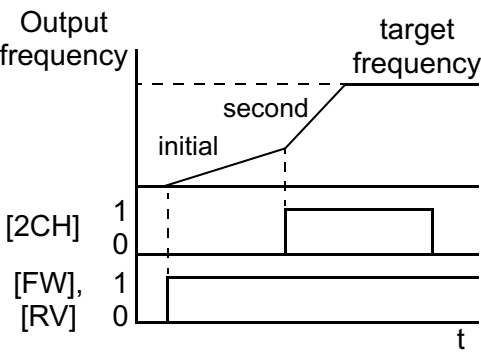 Output
frequency
target
frequency
second
initial
[2CH]
1
0
[FW],
[RV]
1
0
t